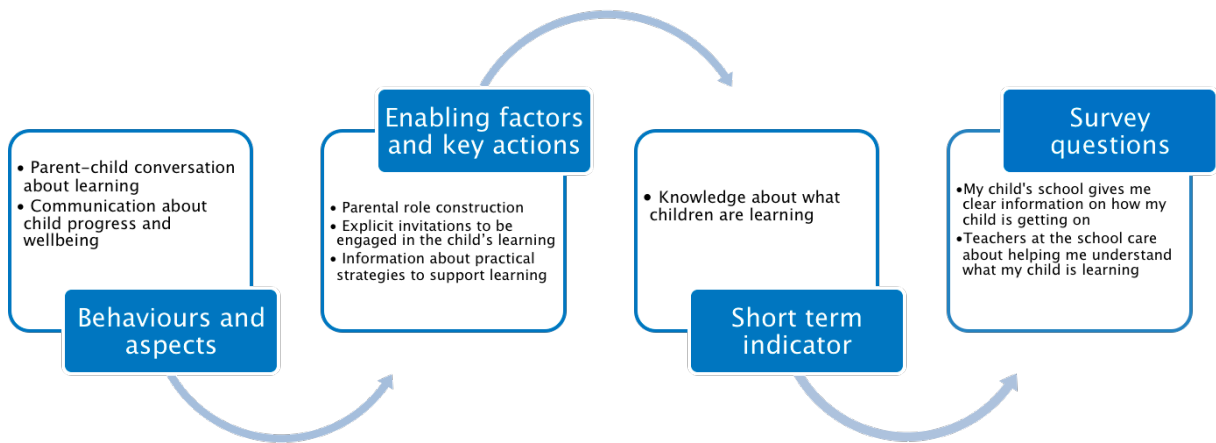 • Parent-child conversation
about learning
• Communication about
child progress and
wellbeing
Behaviours and
aspects
Enabling factors
and key actions
• Parental role construction
• Explicit invitations to be
engaged in the child’s learning
• Information about practical
strategies to support learning
• Knowledge about what
children are learning
Short term
indicator
Survey
questions
•My child's school gives me
clear information on how my
child is getting on
•Teachers at the school care
about helping me understand
what my child is learning